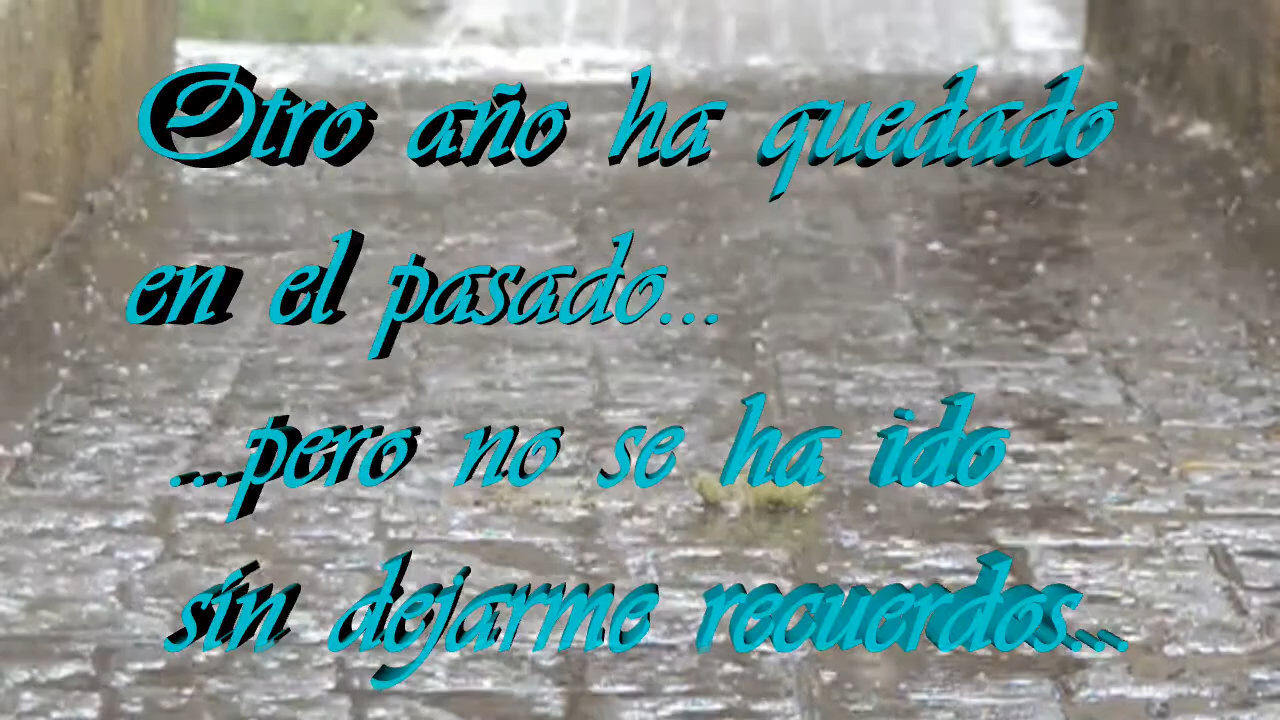 Otro año ha quedado
en el pasado...
...pero no se ha ido
sín dejarme recuerdos...